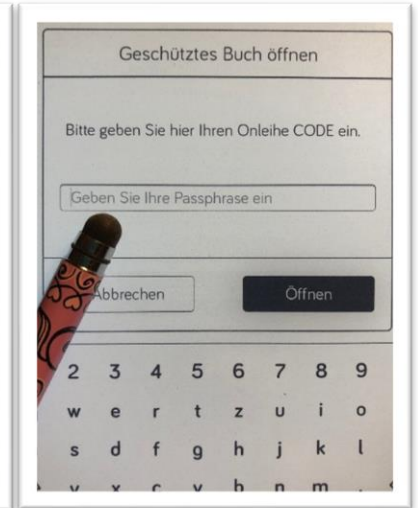 Geschütztes Buch öffnen
Bitte geben Sie hier Ihren Onleihe CODE ein.
Geben Sie Ihre Passphrase ein
Abbrechen
Öffnen
2 3 4 5 6 7 8 9
w e r t z u i o
s d f g h j k l
y x c v b n m .